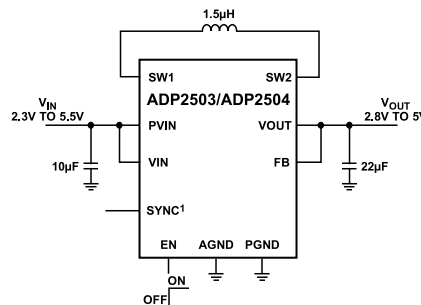 1.5µH
SW1 SW2
ADP2503/ADP2504
VIN
2.3V TO 5.5V
PVIN VOUT
VOUT
2.8V TO 5V
VIN FB
10µF 22µF
SYNC1
EN AGND PGND
ON
OFF